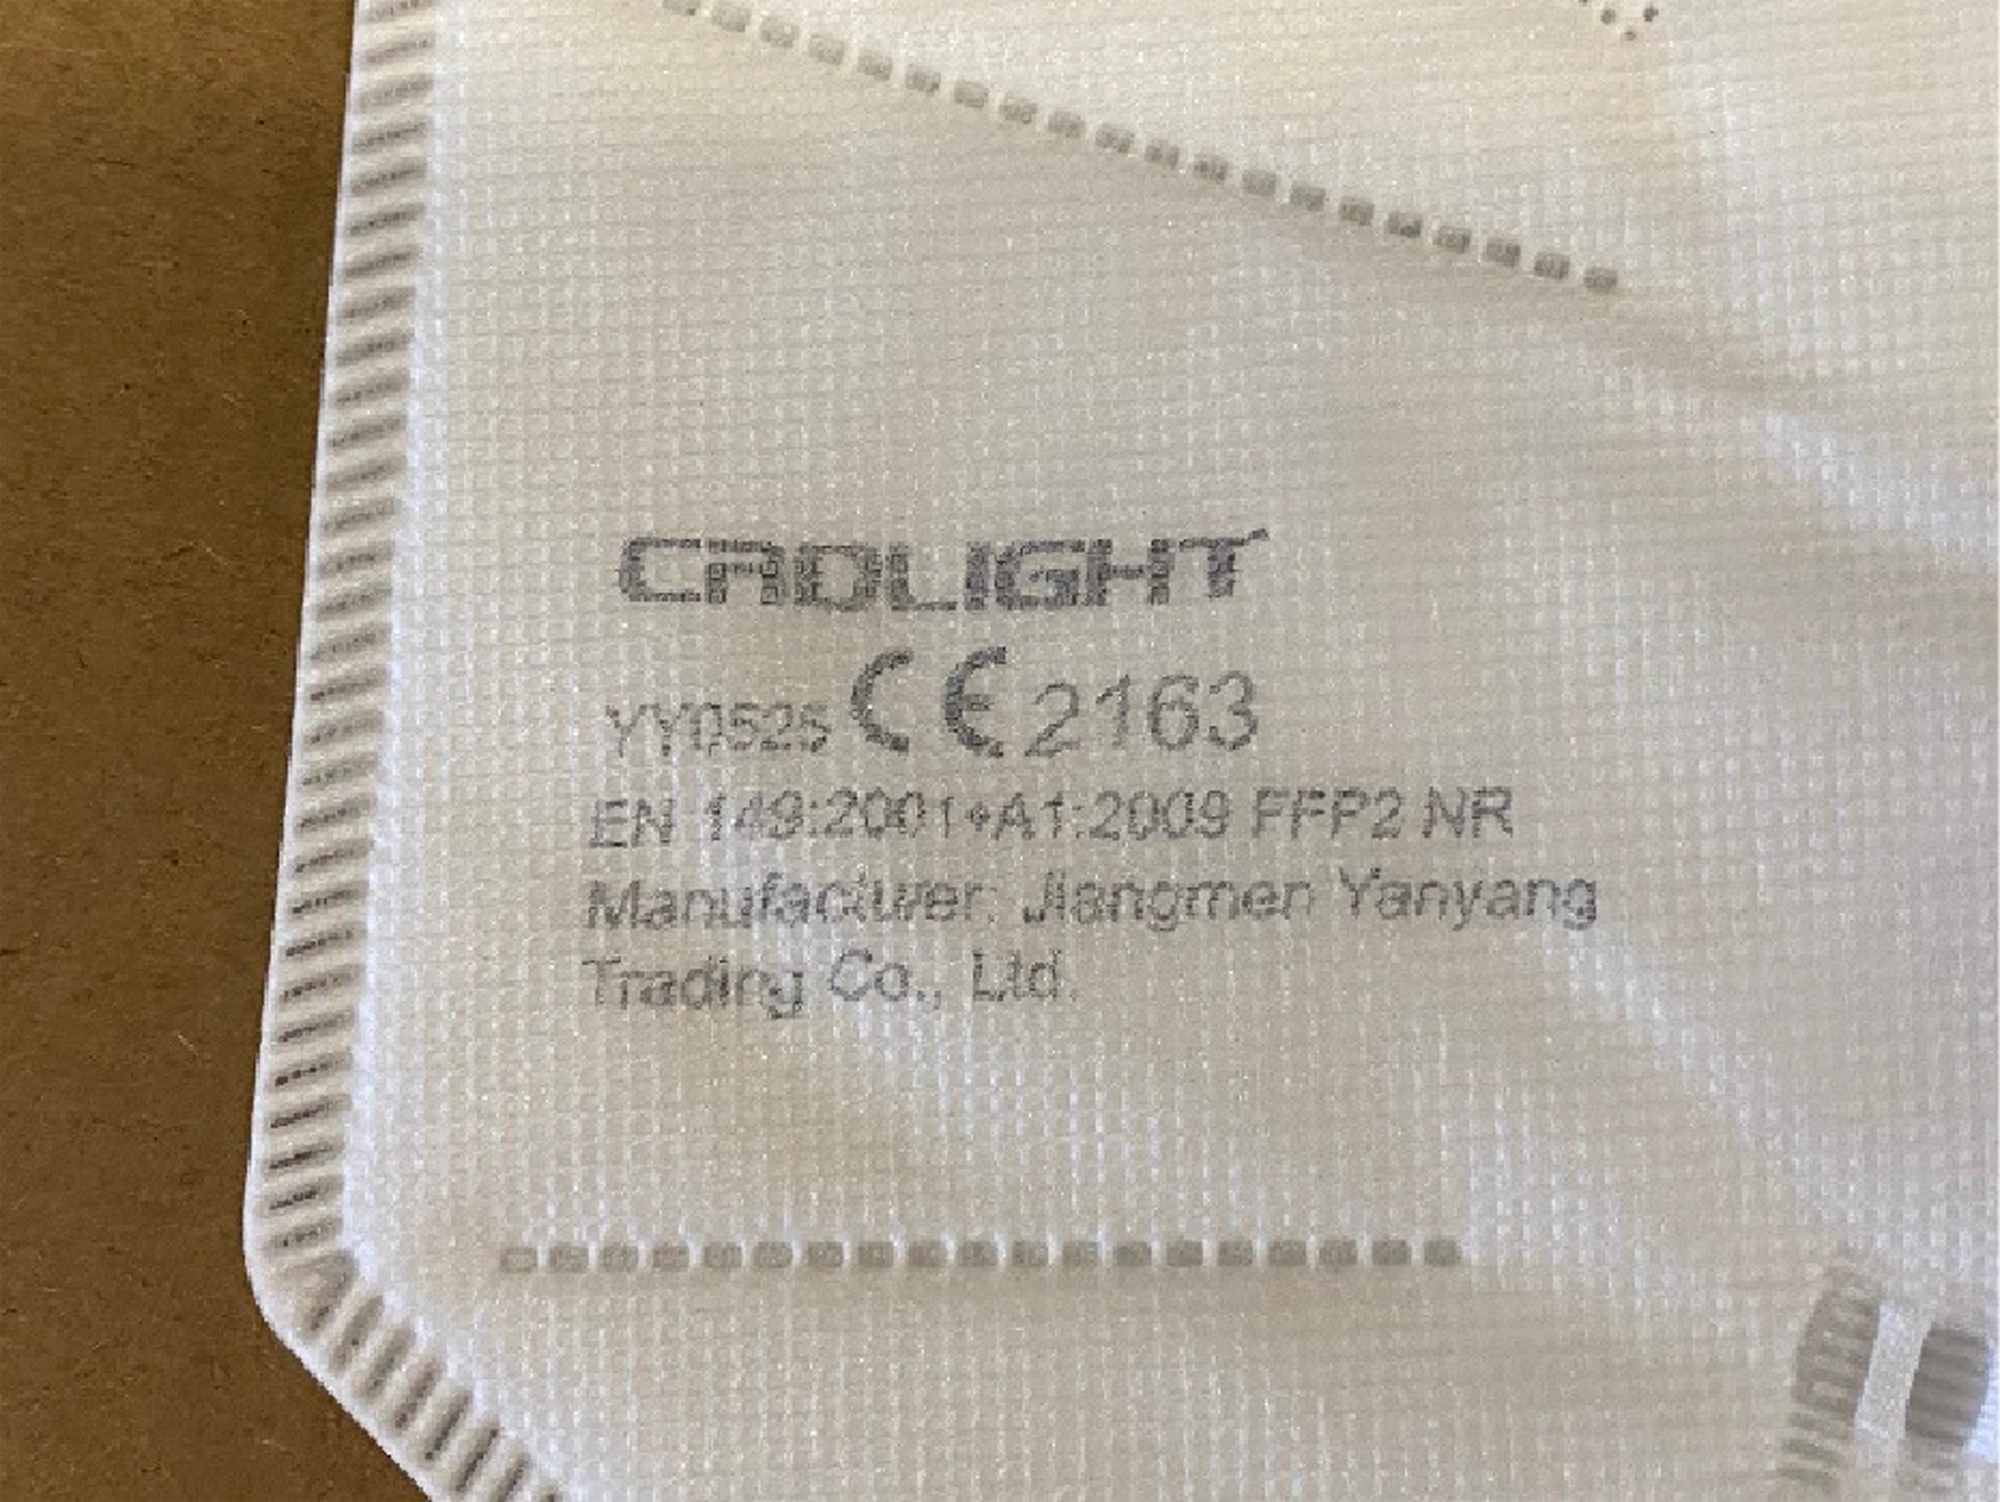 CADLIGHT
YY0525 CE 2163
EN 149:2001+A1:2009 FFP2 NR
Manufacturer: Jiangmen Yanyang
Trading Co., Ltd.